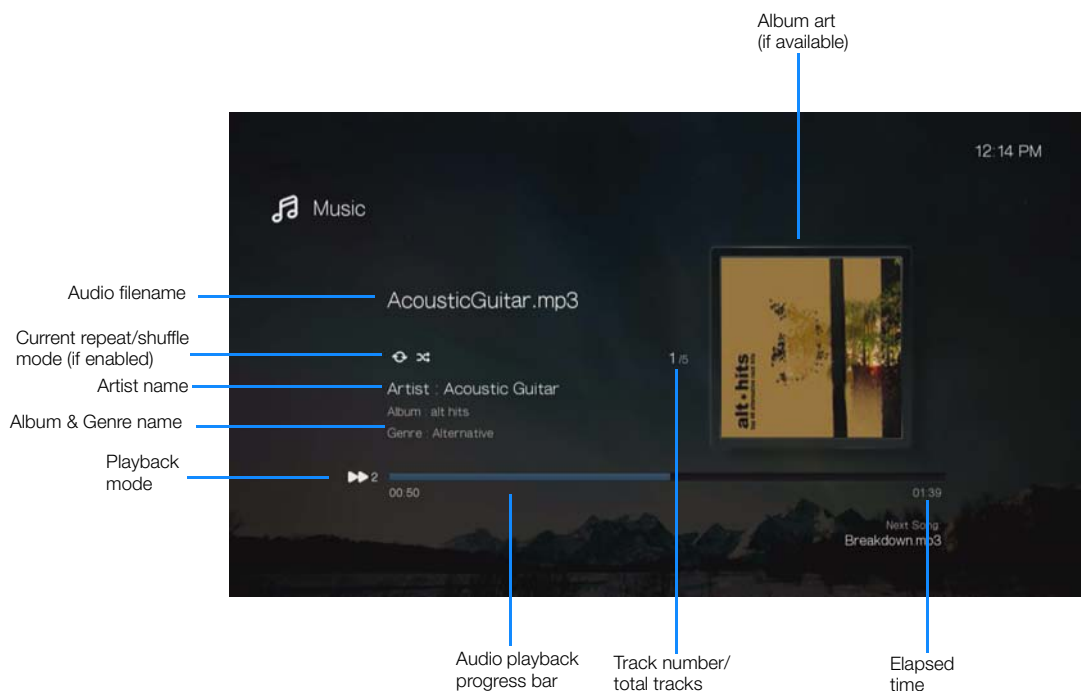 Album art
(if available)
12:14 PM
Music
Audio filename
AcousticGuitar.mp3
Current repeat/shuffle
mode (if enabled)
1 /5
Artist name
Artist : Acoustic Guitar
Album : alt hits
Album & Genre name
Genre : Alternative
alt•hits
Playback
mode
2
00:50
01:39
Next Song
Breakdown.mp3
Audio playback
progress bar
Track number/
total tracks
Elapsed
time